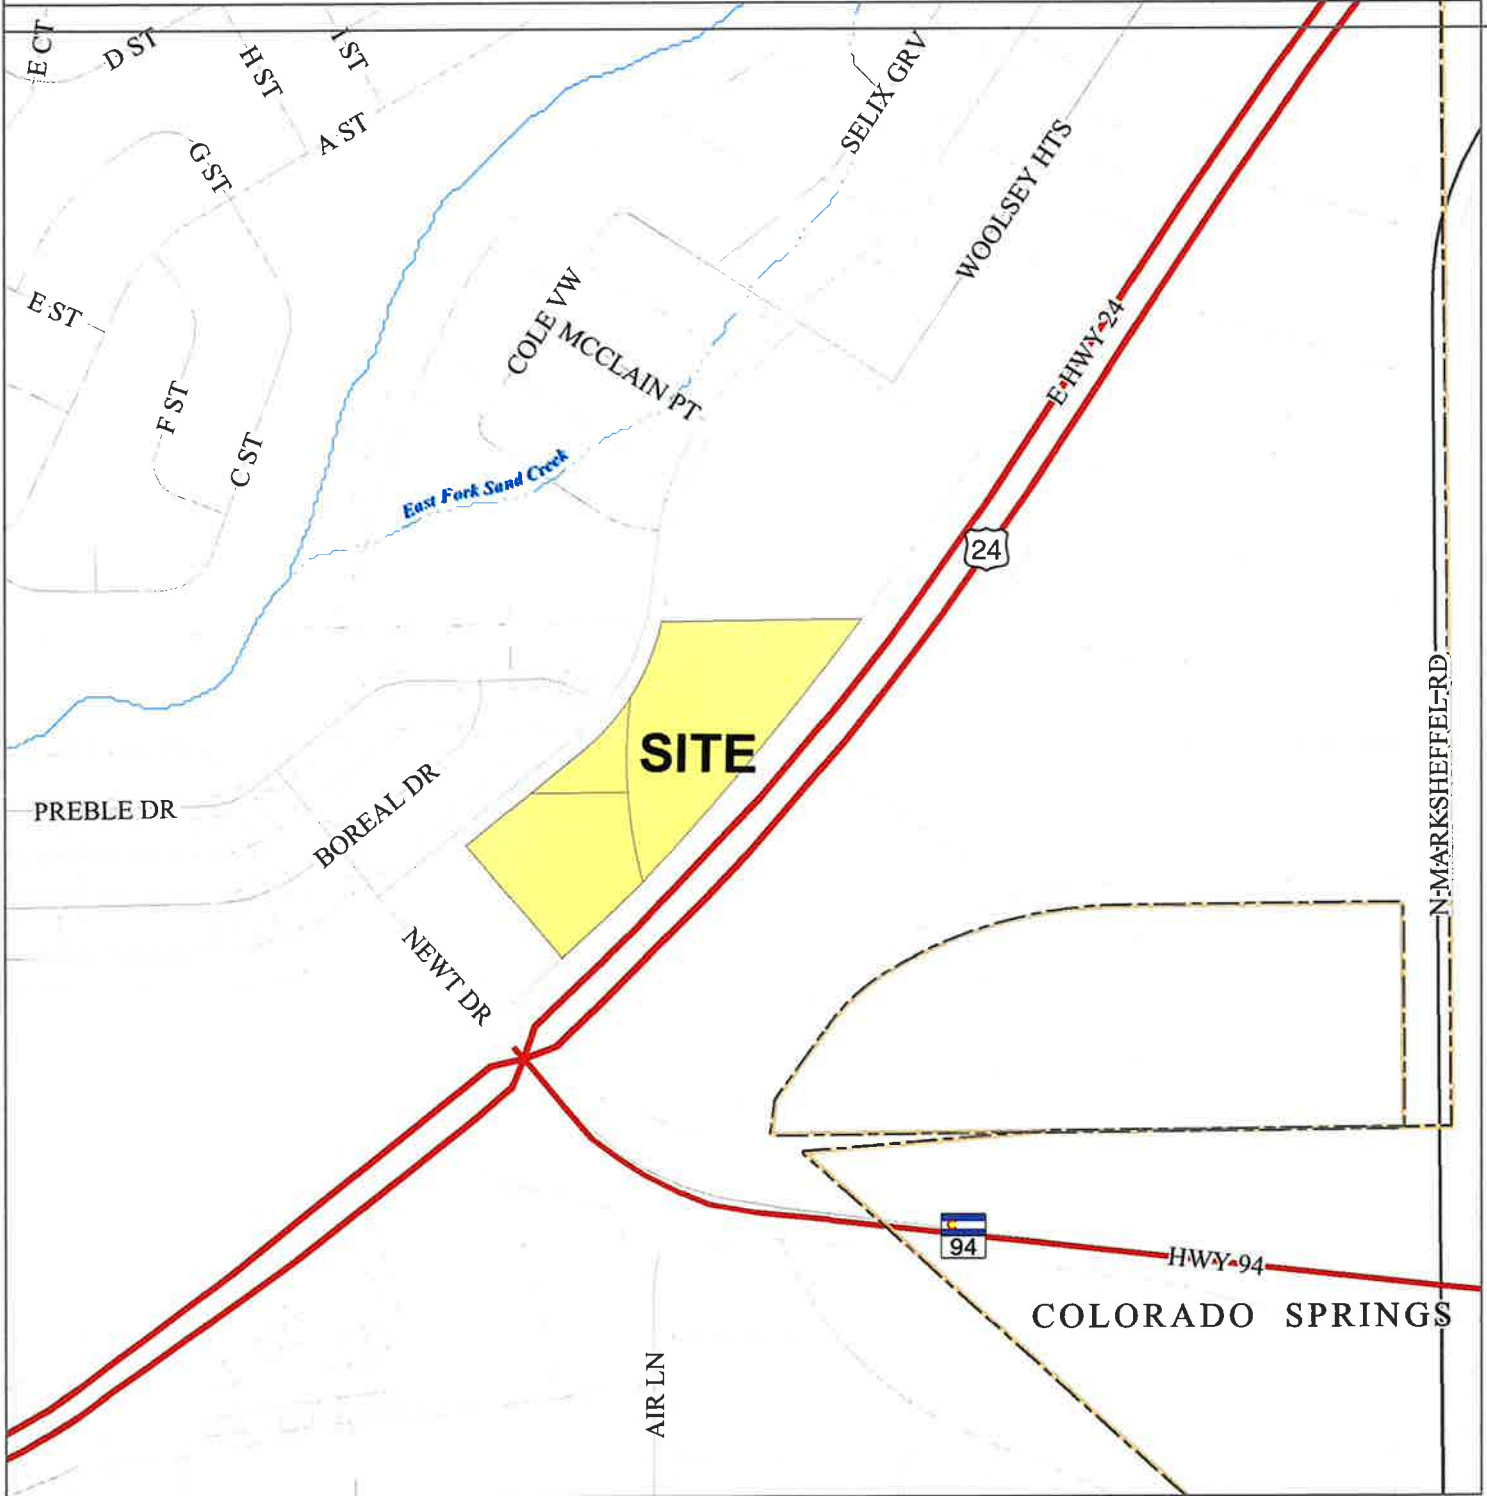 E CT
D ST
H ST
I ST
A ST
G ST
SELIX GRV
WOOLSEY HTS
E ST
COLE VW
MCCLAIN PT
E HWY 24
F ST
C ST
East Fork Sand Creek
24
SITE
N MARKSHEFFEL RD
PREBLE DR
BOREAL DR
NEWT DR
94
HWY 94
COLORADO SPRINGS
AIR LN